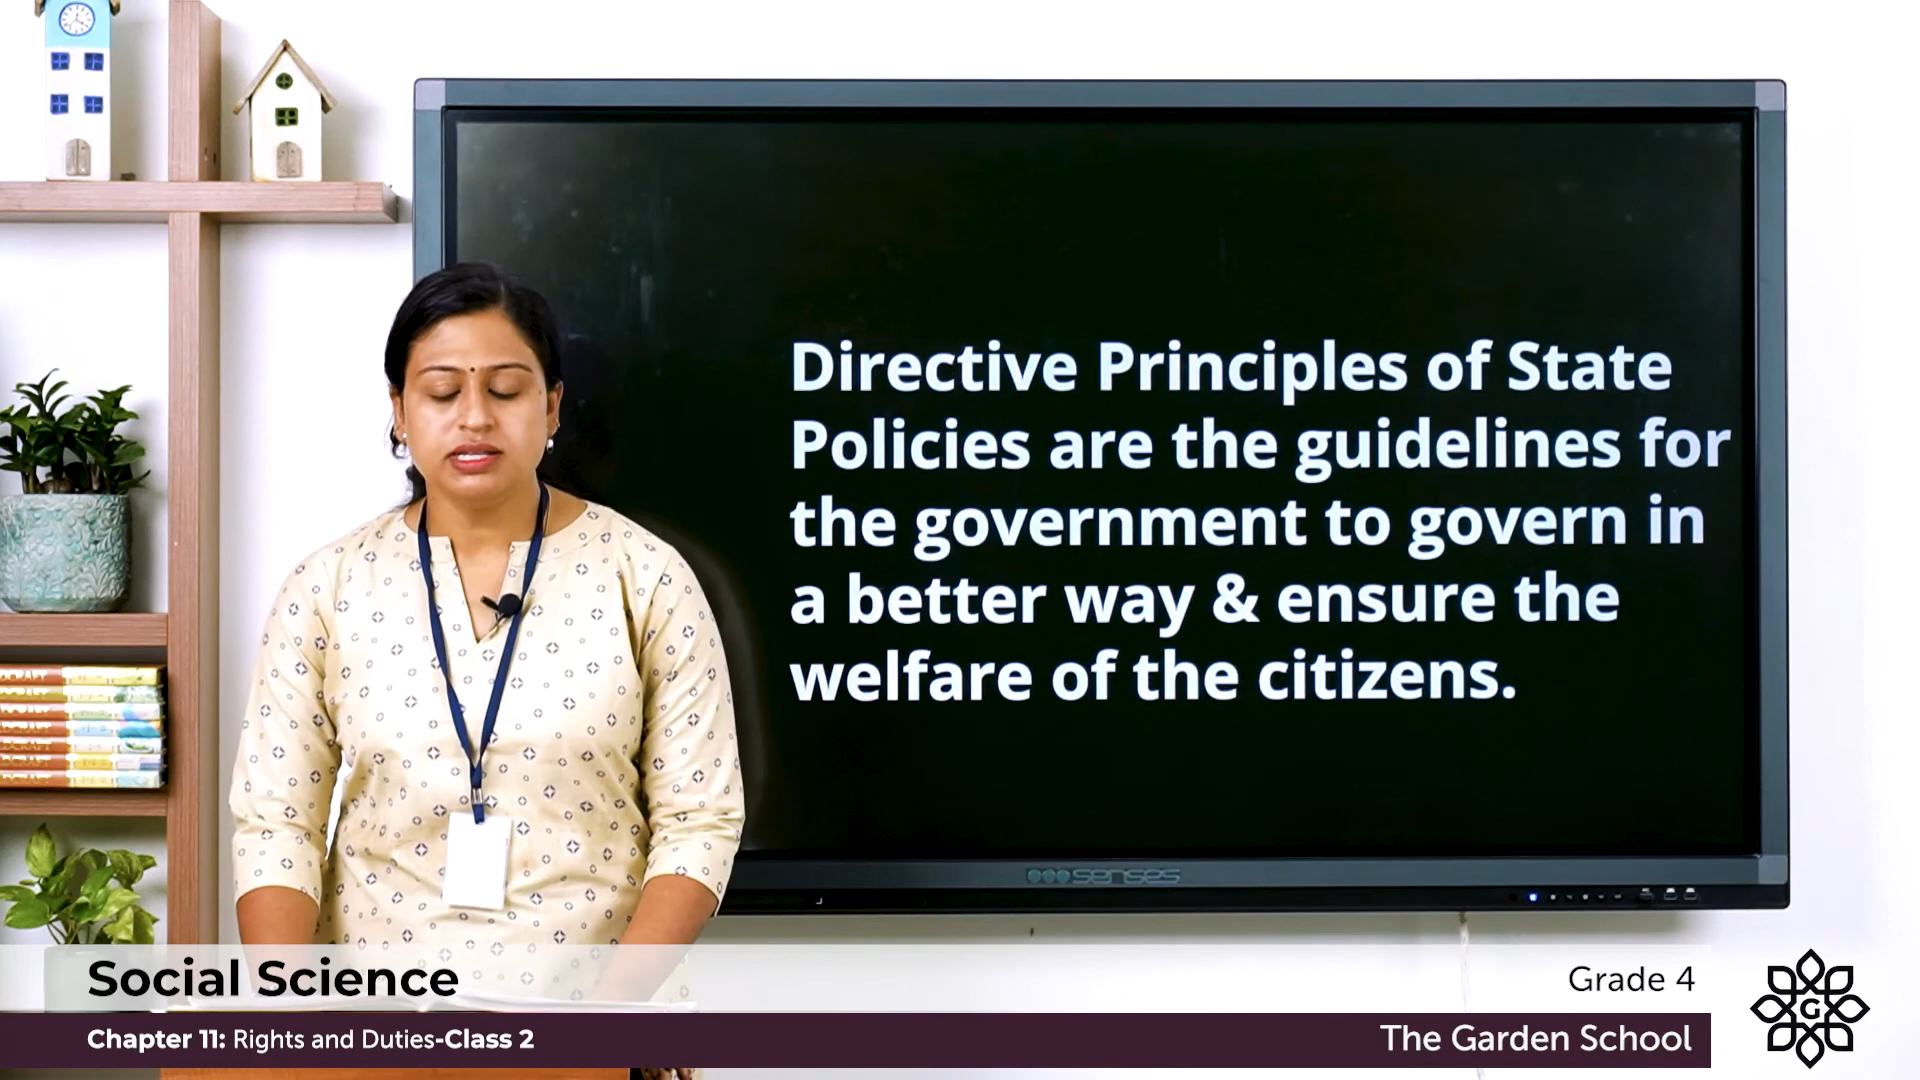 Directive Principles of State
Policies are the guidelines for
the government to govern in
a better way & ensure the
welfare of the citizens.
senses
Social Science
Grade 4
Chapter 11: Rights and Duties-Class 2
The Garden School
G